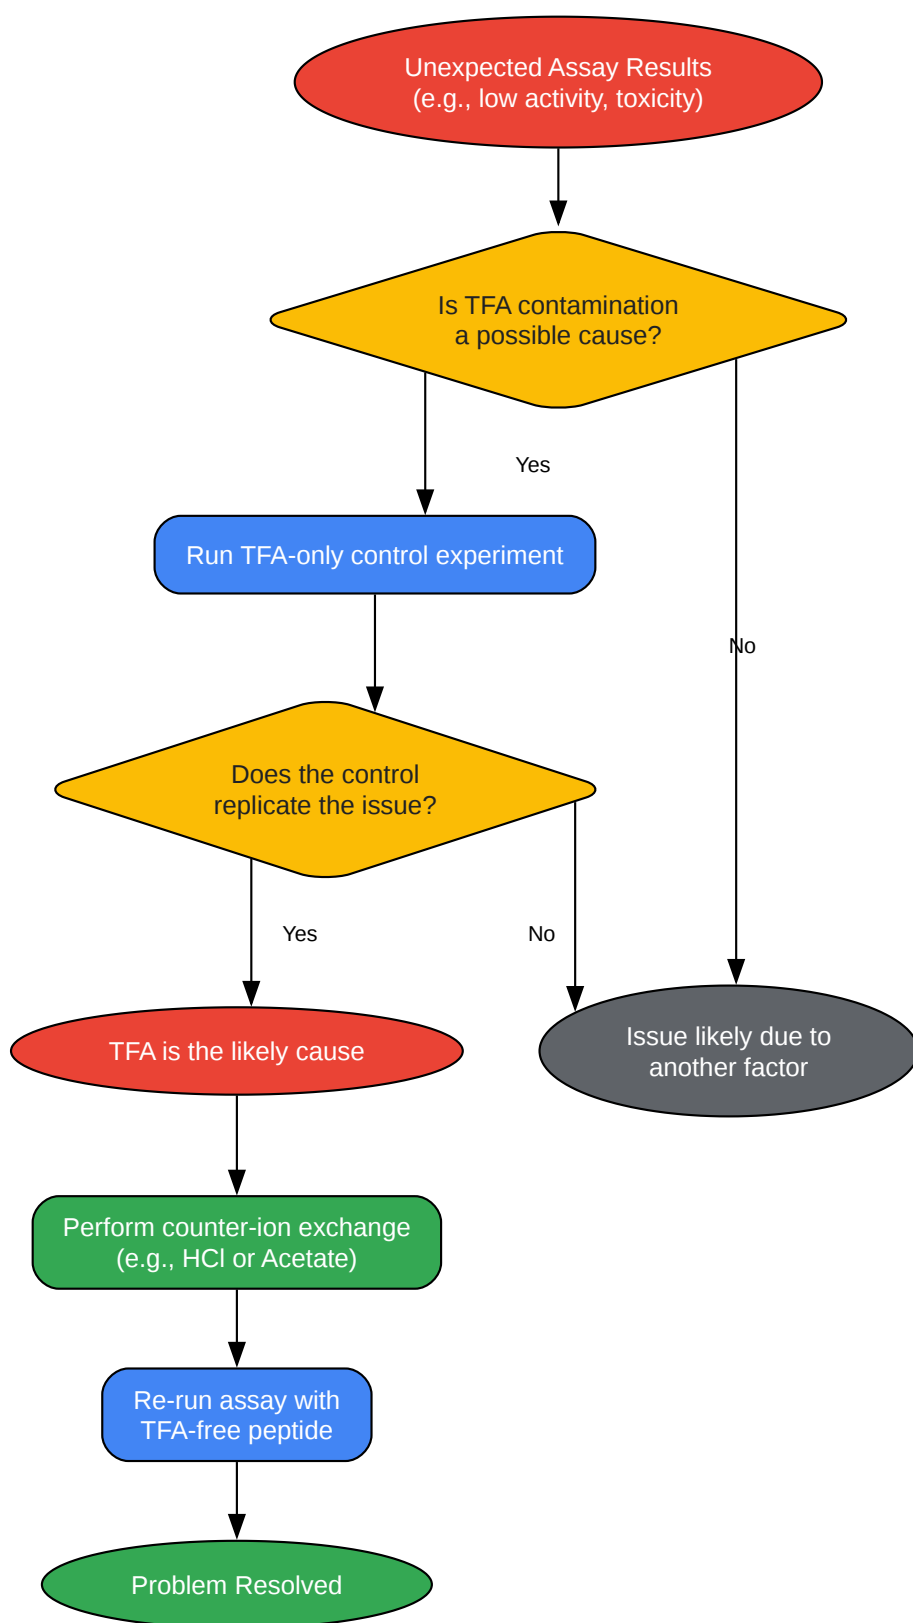 Unexpected Assay Results
(e.g., low activity, toxicity)
Is TFA contamination
a possible cause?
Yes
Run TFA-only control experiment
No
Does the control
replicate the issue?
Yes
No
TFA is the likely cause
Issue likely due to
another factor
Perform counter-ion exchange
(e.g., HCl or Acetate)
Re-run assay with
TFA-free peptide
Problem Resolved